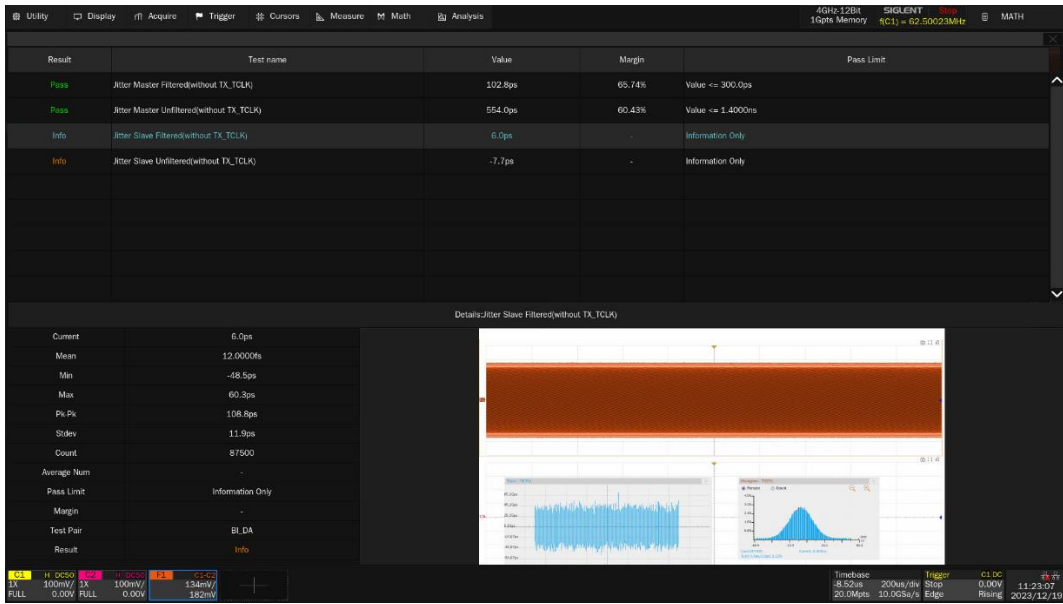 Utility Display Acquire Trigger Cursors Measure Math Analysis
4GHz-12Bit SIGLENT Stop
1Gpts Memory f(C1) = 62.50023MHz
MATH
Result Test name Value Margin Pass Limit
Pass Jitter Master Filtered(without TX_TCLK) 102.8ps 65.74% Value <= 300.0ps
Pass Jitter Master Unfiltered(without TX_TCLK) 554.0ps 60.43% Value <= 1.4000ns
Info Jitter Slave Filtered(without TX_TCLK) 6.0ps - Information Only
Info Jitter Slave Unfiltered(without TX_TCLK) -7.7ps - Information Only
Details:Jitter Slave Filtered(without TX_TCLK)
Current 6.0ps
Mean 12.0000fs
Min -48.5ps
Max 60.3ps
Pk-Pk 108.8ps
Stdev 11.9ps
Count 87500
Average Num -
Pass Limit Information Only
Margin -
Test Pair BI_DA
Result Info
C1 H DC50 C2 H DC50 F1 C1-C2
1X 100mV/ 1X 100mV/ 134mV/
FULL 0.00V FULL 0.00V 182mV
Timebase Trigger C1 DC
-8.52us 200us/div Stop 0.00V
20.0Mpts 10.0GSa/s Edge Rising
11:23:07
2023/12/19